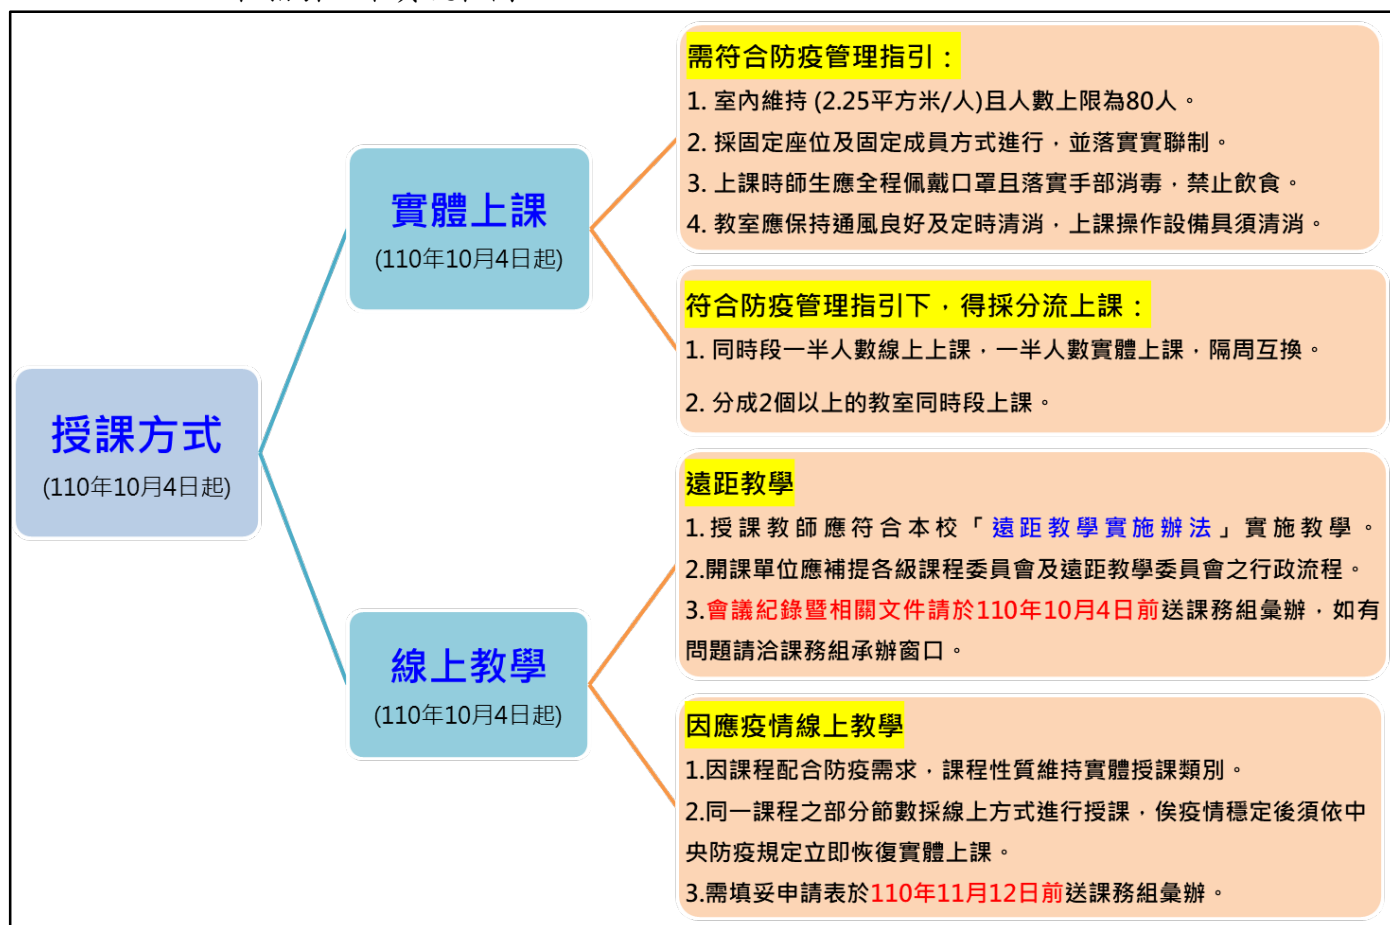 授課方式
(110年10月4日起)
實體上課
(110年10月4日起)
需符合防疫管理指引：
1. 室內維持 (2.25平方米/人)且人數上限為80人。
2. 採固定座位及固定成員方式進行，並落實實聯制。
3. 上課時師生應全程佩戴口罩且落實手部消毒，禁止飲食。
4. 教室應保持通風良好及定時清消，上課操作設備具須清消。
符合防疫管理指引下，得採分流上課：
1. 同時段一半人數線上上課，一半人數實體上課，隔周互換。
2. 分成2個以上的教室同時段上課。
線上教學
(110年10月4日起)
遠距教學
1.授課教師應符合本校「遠距教學實施辦法」實施教學。
2.開課單位應補提各級課程委員會及遠距教學委員會之行政流程。
3.會議紀錄暨相關文件請於110年10月4日前送課務組彙辦，如有
問題請洽課務組承辦窗口。
因應疫情線上教學
1.因課程配合防疫需求，課程性質維持實體授課類別。
2.同一課程之部分節數採線上方式進行授課，俟疫情穩定後須依中
央防疫規定立即恢復實體上課。
3.需填妥申請表於110年11月12日前送課務組彙辦。